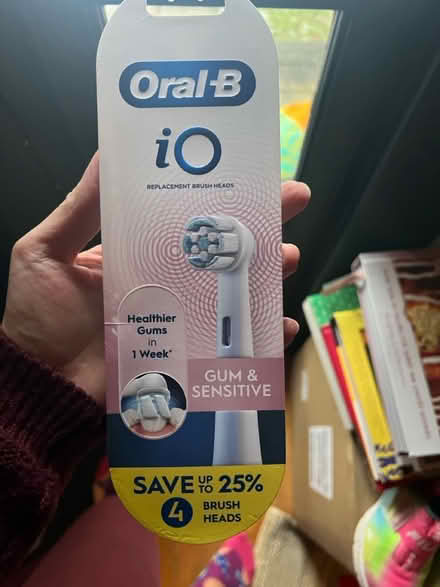 Oral-B
iO
REPLACEMENT BRUSH HEADS
Healthier
Gums
in
1 Week*
GUM &
SENSITIVE
SAVE UP TO 25%
4 BRUSH
HEADS